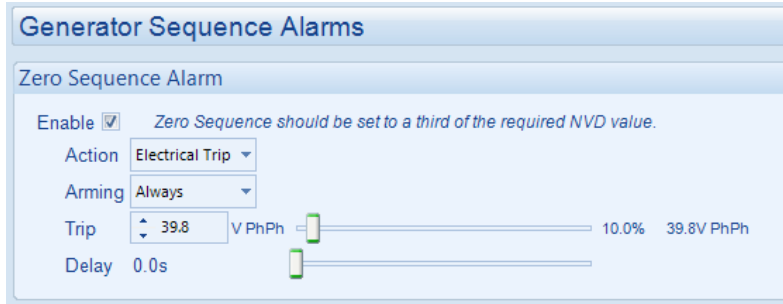 Generator Sequence Alarms
Zero Sequence Alarm
Enable Zero Sequence should be set to a third of the required NVD value.
Action Electrical Trip
Arming Always
Trip 39.8 V PhPh 10.0% 39.8V PhPh
Delay 0.0s